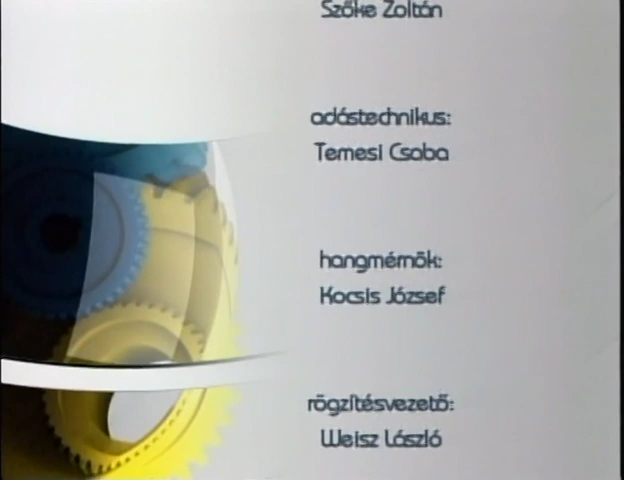 Szőke Zoltán
adástechnikus:
Temesi Csaba
hangmérnök:
Kocsis József
rögzítésvezető:
Weisz László